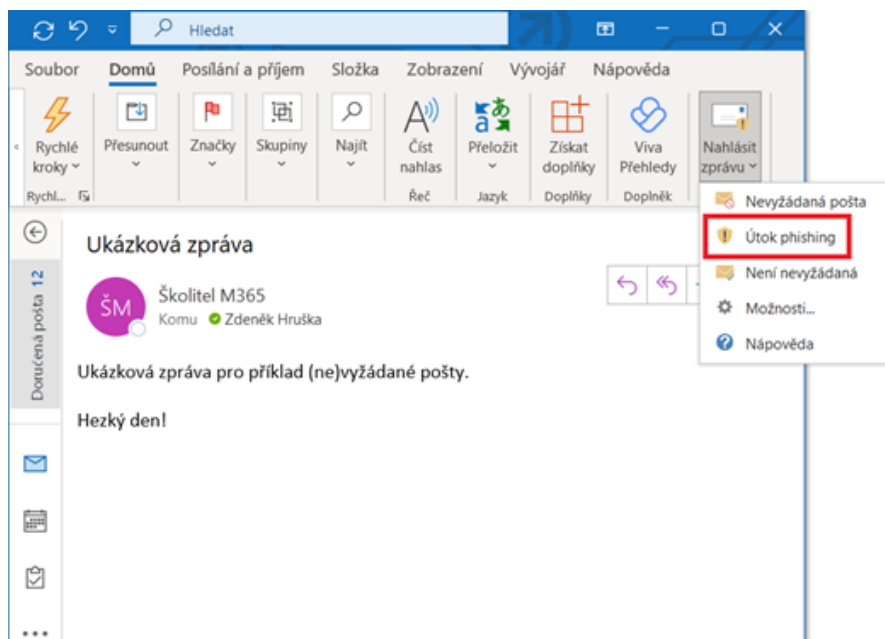 Hledat
Soubor Domů Posílání a příjem Složka Zobrazení Vývojář Nápověda
Rychlé kroky
Přesunout
Značky
Skupiny
Najít
Číst nahlas
Přeložit
Získat doplňky
Viva Přehledy
Nahlásit zprávu
Rychl... Řeč Jazyk Doplňky Doplněk
Nevyžádaná pošta
Útok phishing
Není nevyžádaná
Možnosti...
Nápověda
Doručená pošta 12
Ukázková zpráva
ŠM
Školitel M365
Komu Zdeněk Hruška
Ukázková zpráva pro příklad (ne)vyžádané pošty.
Hezký den!